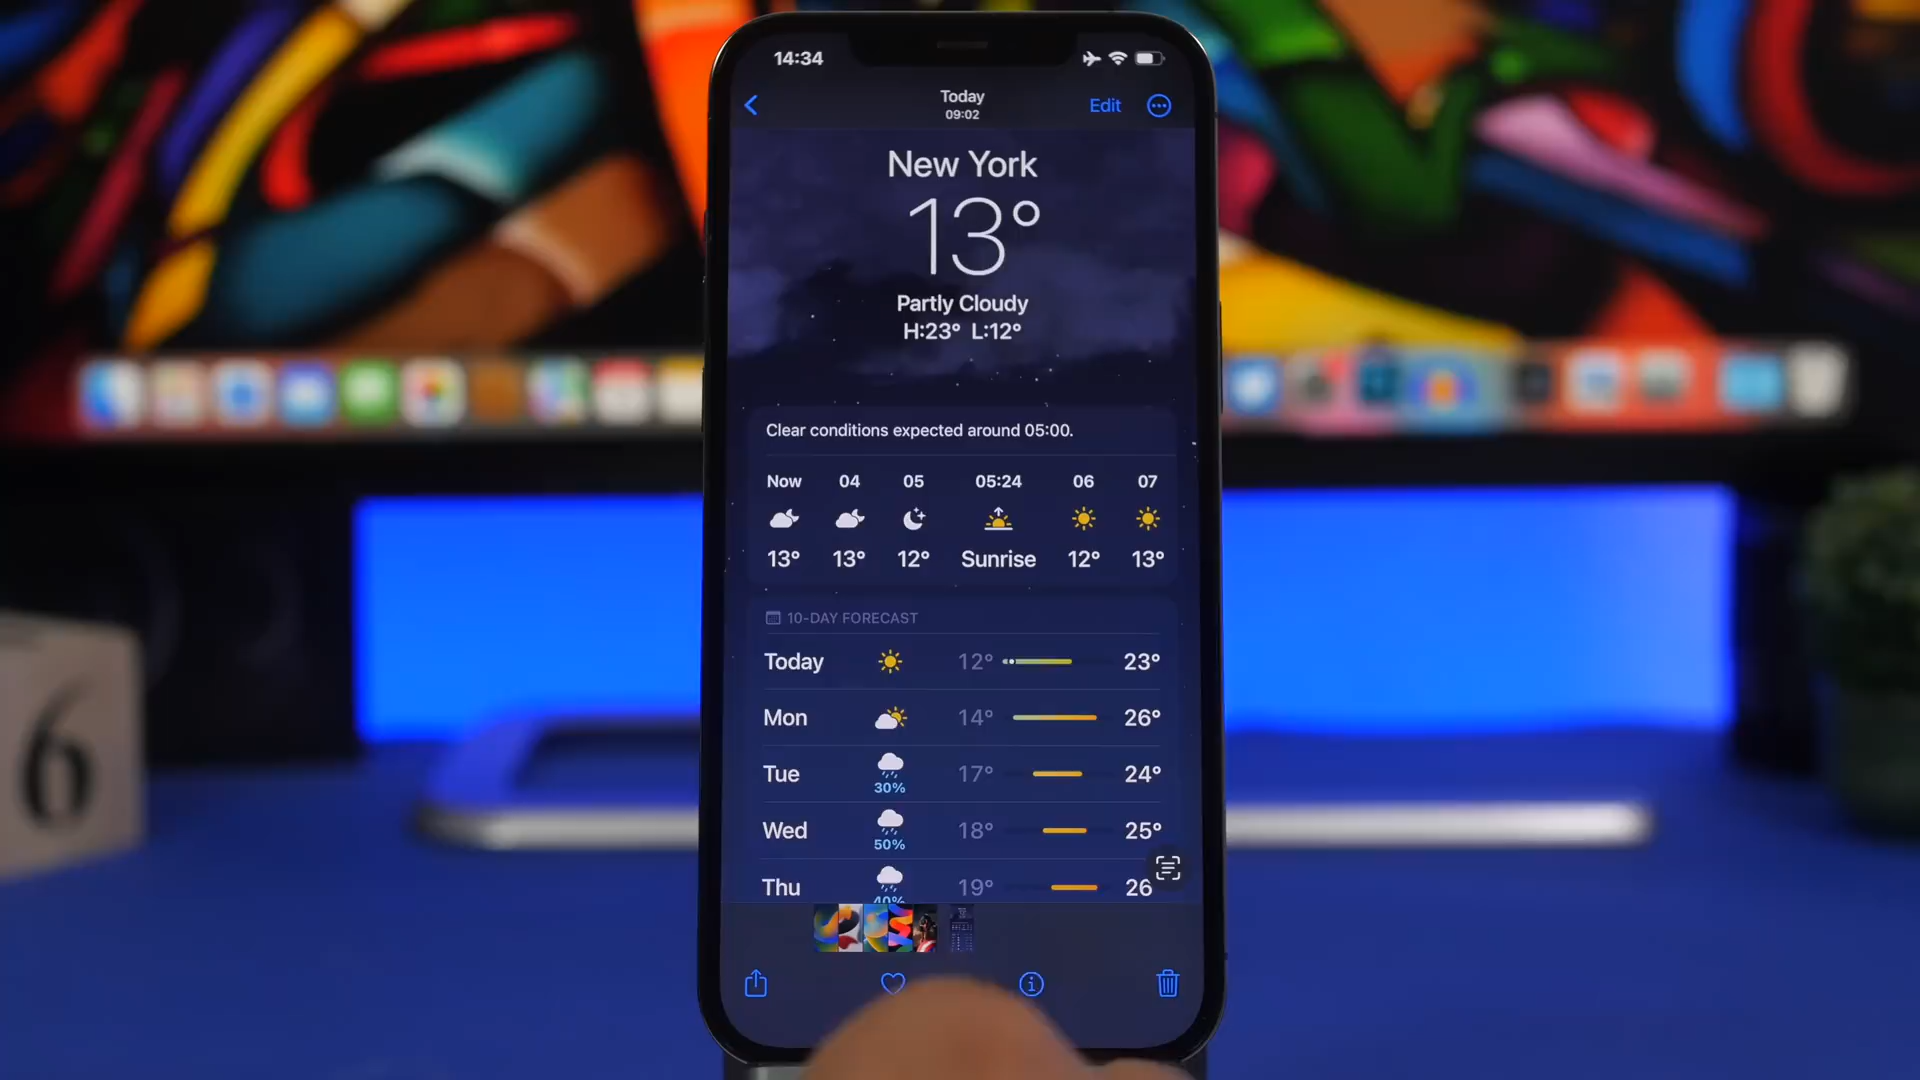 14:34
Today
09:02
Edit
New York
13°
Partly Cloudy
H:23° L:12°
Clear conditions expected around 05:00.
Now 04 05 05:24 06 07
13° 13° 12° Sunrise 12° 13°
10-DAY FORECAST
Today 12° 23°
Mon 14° 26°
Tue 30% 17° 24°
Wed 50% 18° 25°
Thu 40% 19° 26
6